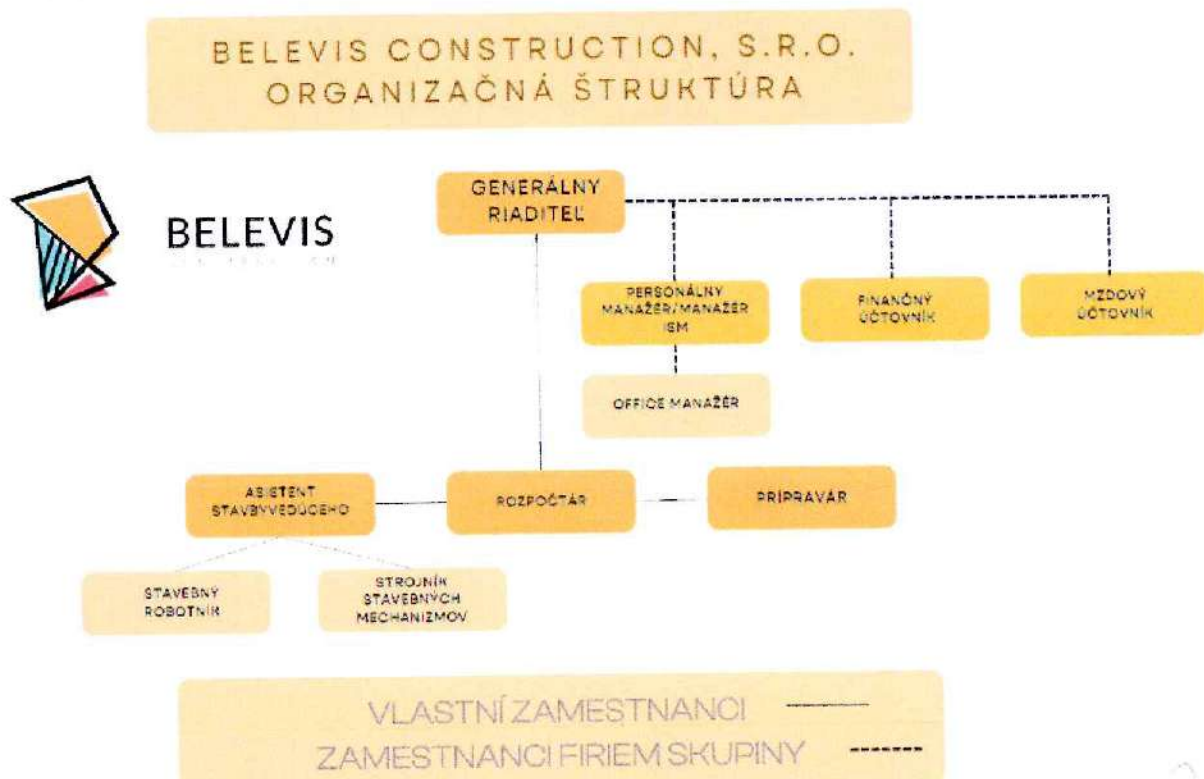 BELEVIS CONSTRUCTION, S.R.O.
ORGANIZAČNÁ ŠTRUKTÚRA
BELEVIS
GENERÁLNY
RIADITEĽ
PERSONÁLNY
MANAŽÉR/MANAŽÉR
ISM
FINANČNÝ
ÚČTOVNÍK
MZDOVÝ
ÚČTOVNÍK
OFFICE MANAŽÉR
ASISTENT
STAVBYVEDÚCEHO
ROZPOČTÁR
PRÍPRAVÁR
STAVEBNÝ
ROBOTNÍK
STROJNÍK
STAVEBNÝCH
MECHANIZMOV
VLASTNÍ ZAMESTNANCI
ZAMESTNANCI FIRIEM SKUPINY